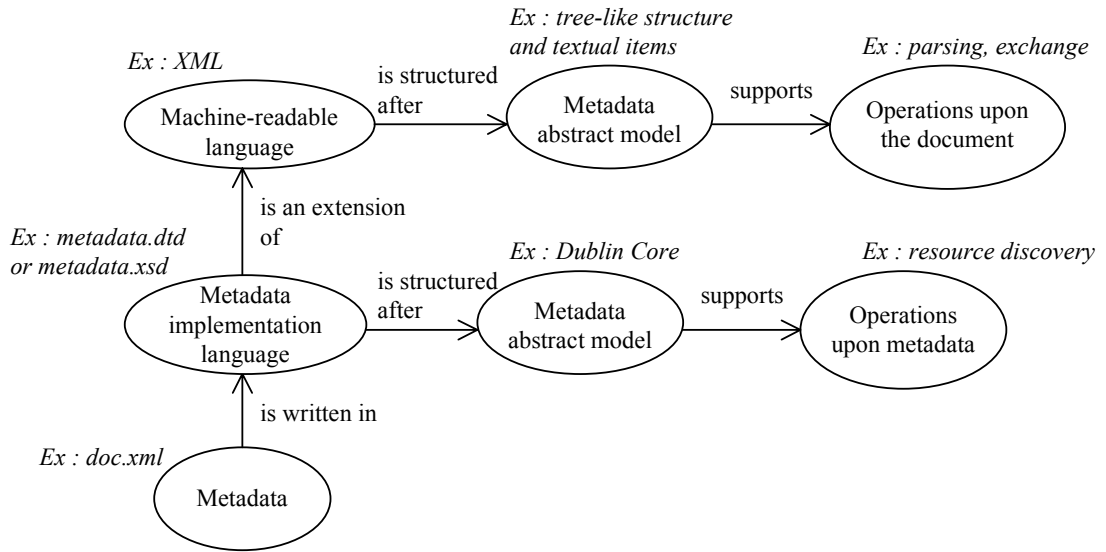 Ex : tree-like structure
and textual items
Ex : XML
Ex : parsing, exchange
is structured
after
supports
Machine-readable
language
Metadata
abstract model
Operations upon
the document
is an extension
of
Ex : metadata.dtd
or metadata.xsd
Ex : Dublin Core
Ex : resource discovery
is structured
after
supports
Metadata
implementation
language
Metadata
abstract model
Operations
upon metadata
is written in
Ex : doc.xml
Metadata